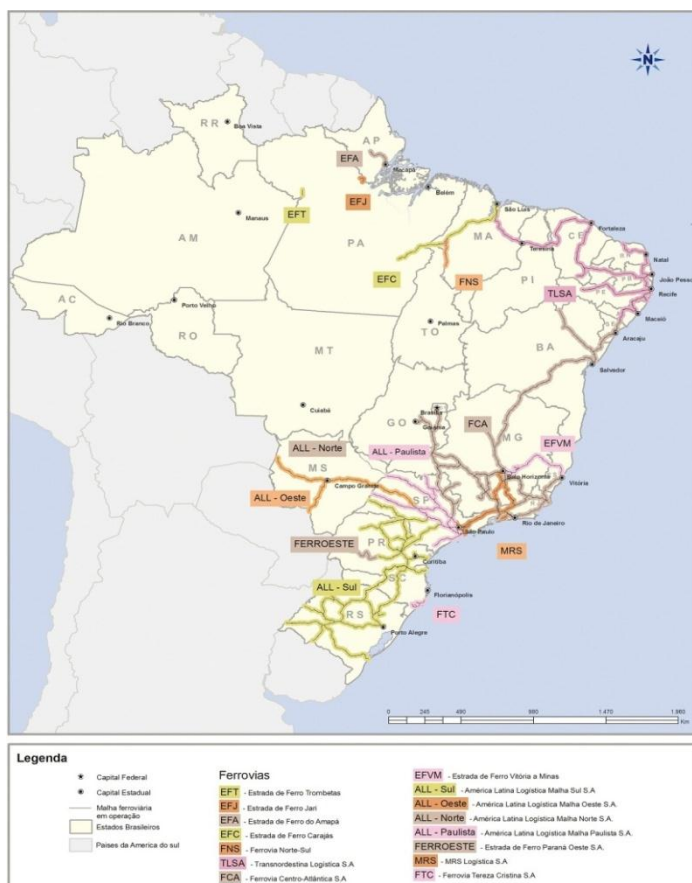 N
RR
Boa Vista
AP
EFA
Macapá
EFJ
Belém
EFT
São Luis
Manaus
Fortaleza
AM
PA
MA
CE
Teresina
Natal
EFC
FNS
PI
João Pesso
TLSA
Recife
AC
Porto Velho
Maceió
Rio Branco
TO
Palmas
Aracaju
RO
BA
MT
Salvador
Cuiabá
GO
Brasília
Goiânia
FCA
MG
ALL - Norte
ALL - Paulista
EFVM
MS
Belo Horizonte
Campo Grande
Vitória
ALL - Oeste
SP
Rio de Janeiro
São Paulo
FERROESTE
PR
MRS
Curitiba
ALL - Sul
SC
Florianópolis
RS
FTC
Porto Alegre
0 245 490 980 1.470 1.960
Km
Legenda
Capital Federal
Capital Estadual
Malha ferroviária
em operação
Estados Brasileiros
Paises da America do sul
Ferrovias
EFT - Estrada de Ferro Trombetas
EFJ - Estrada de Ferro Jari
EFA - Estrada de Ferro do Amapá
EFC - Estrada de Ferro Carajás
FNS - Ferrovia Norte-Sul
TLSA - Transnordestina Logística S.A
FCA - Ferrovia Centro-Atlântica S.A
EFVM - Estrada de Ferro Vitória a Minas
ALL - Sul - América Latina Logística Malha Sul S.A
ALL - Oeste - América Latina Logística Malha Oeste S.A
ALL - Norte - América Latina Logística Malha Norte S.A.
ALL - Paulista - América Latina Logística Malha Paulista S.A.
FERROESTE - Estrada de Ferro Paraná Oeste S.A.
MRS - MRS Logística S.A
FTC - Ferrovia Tereza Cristina S.A